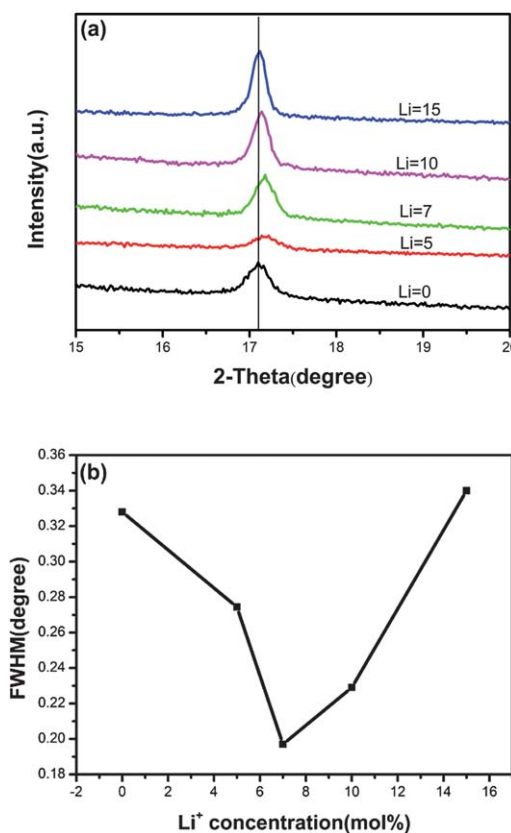 (a)
Intensity(a.u.)
Li=15
Li=10
Li=7
Li=5
Li=0
15 16 17 18 19 20
2-Theta(degree)
(b)
0.36
0.34
0.32
0.30
0.28
0.26
0.24
0.22
0.20
0.18
FWHM(degree)
-2 0 2 4 6 8 10 12 14 16
Li⁺ concentration(mol%)